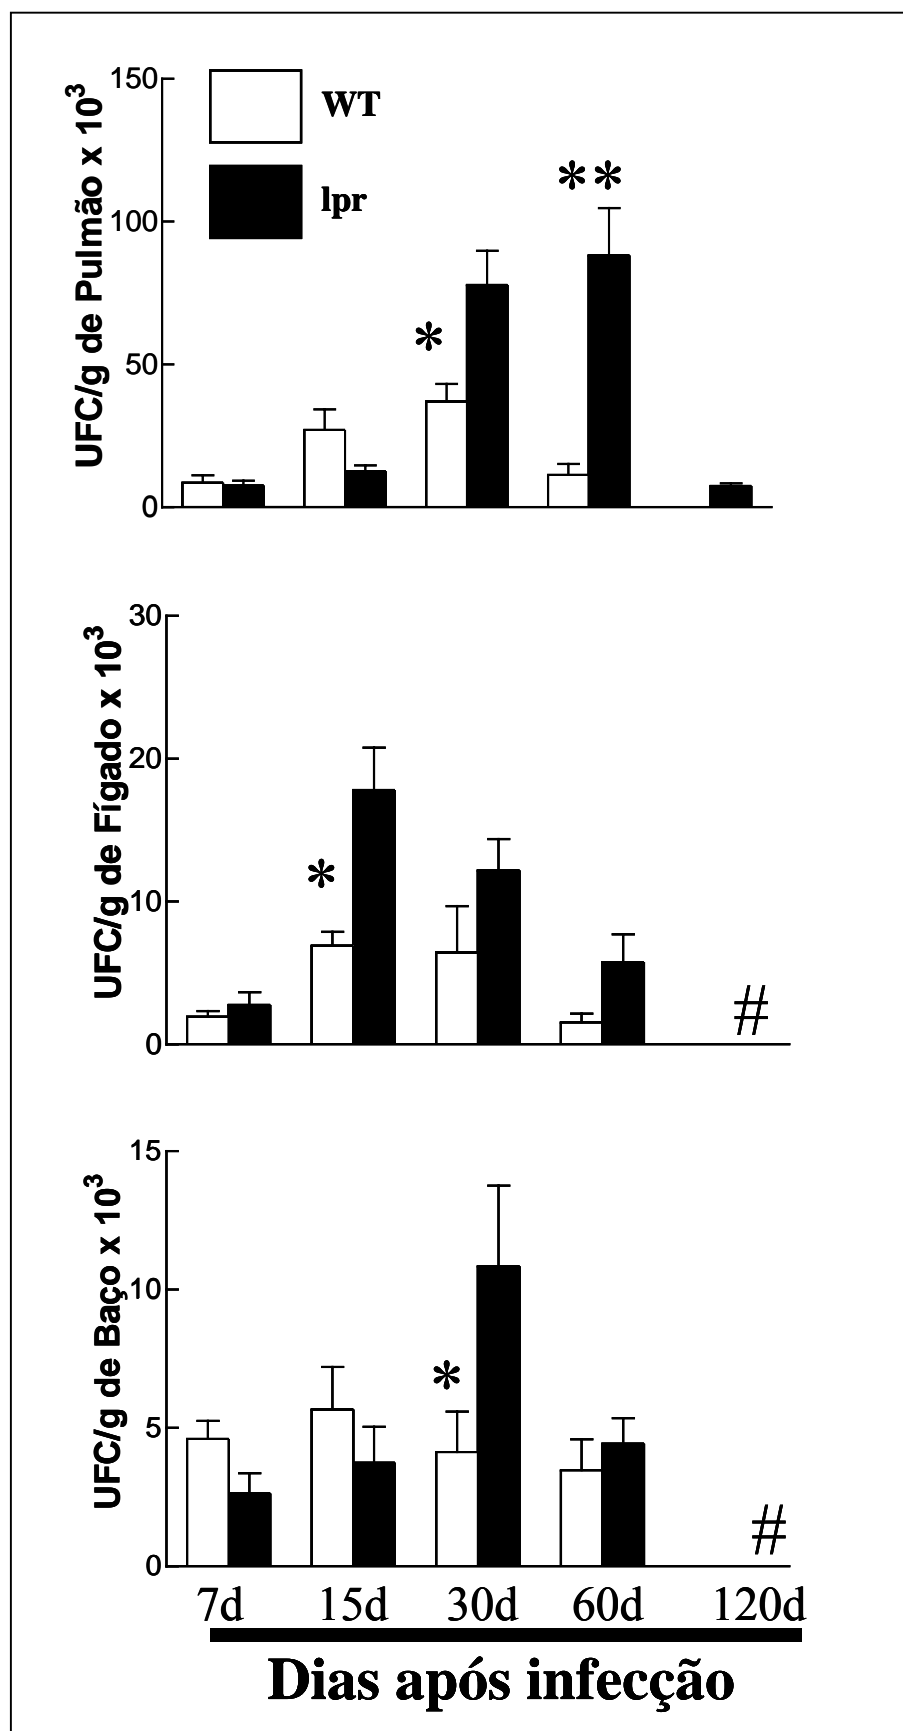 UFC/g de Pulmão x 10³
150
100
50
0
WT
lpr
*
**
UFC/g de Fígado x 10³
30
20
10
0
*
#
UFC/g de Baço x 10³
15
10
5
0
*
#
7d 15d 30d 60d 120d
Dias após infecção